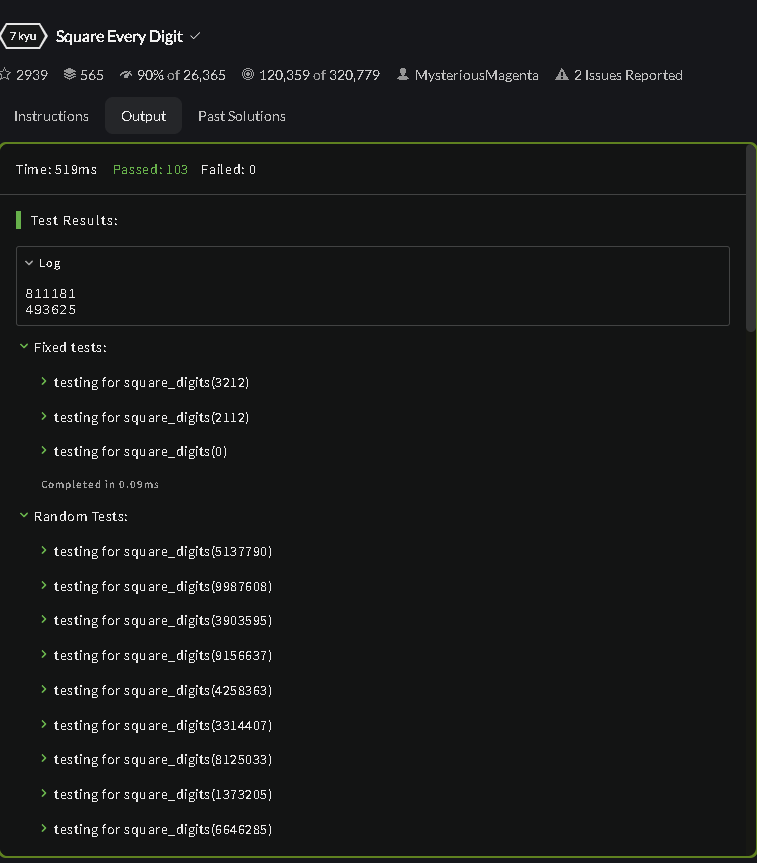 7 kyu Square Every Digit
2939 565 90% of 26,365 120,359 of 320,779 MysteriousMagenta 2 Issues Reported
Instructions Output Past Solutions
Time: 519ms Passed: 103 Failed: 0
Test Results:
Log
811181
493625
Fixed tests:
testing for square_digits(3212)
testing for square_digits(2112)
testing for square_digits(0)
Completed in 0.09ms
Random Tests:
testing for square_digits(5137790)
testing for square_digits(9987608)
testing for square_digits(3903595)
testing for square_digits(9156637)
testing for square_digits(4258363)
testing for square_digits(3314407)
testing for square_digits(8125033)
testing for square_digits(1373205)
testing for square_digits(6646285)